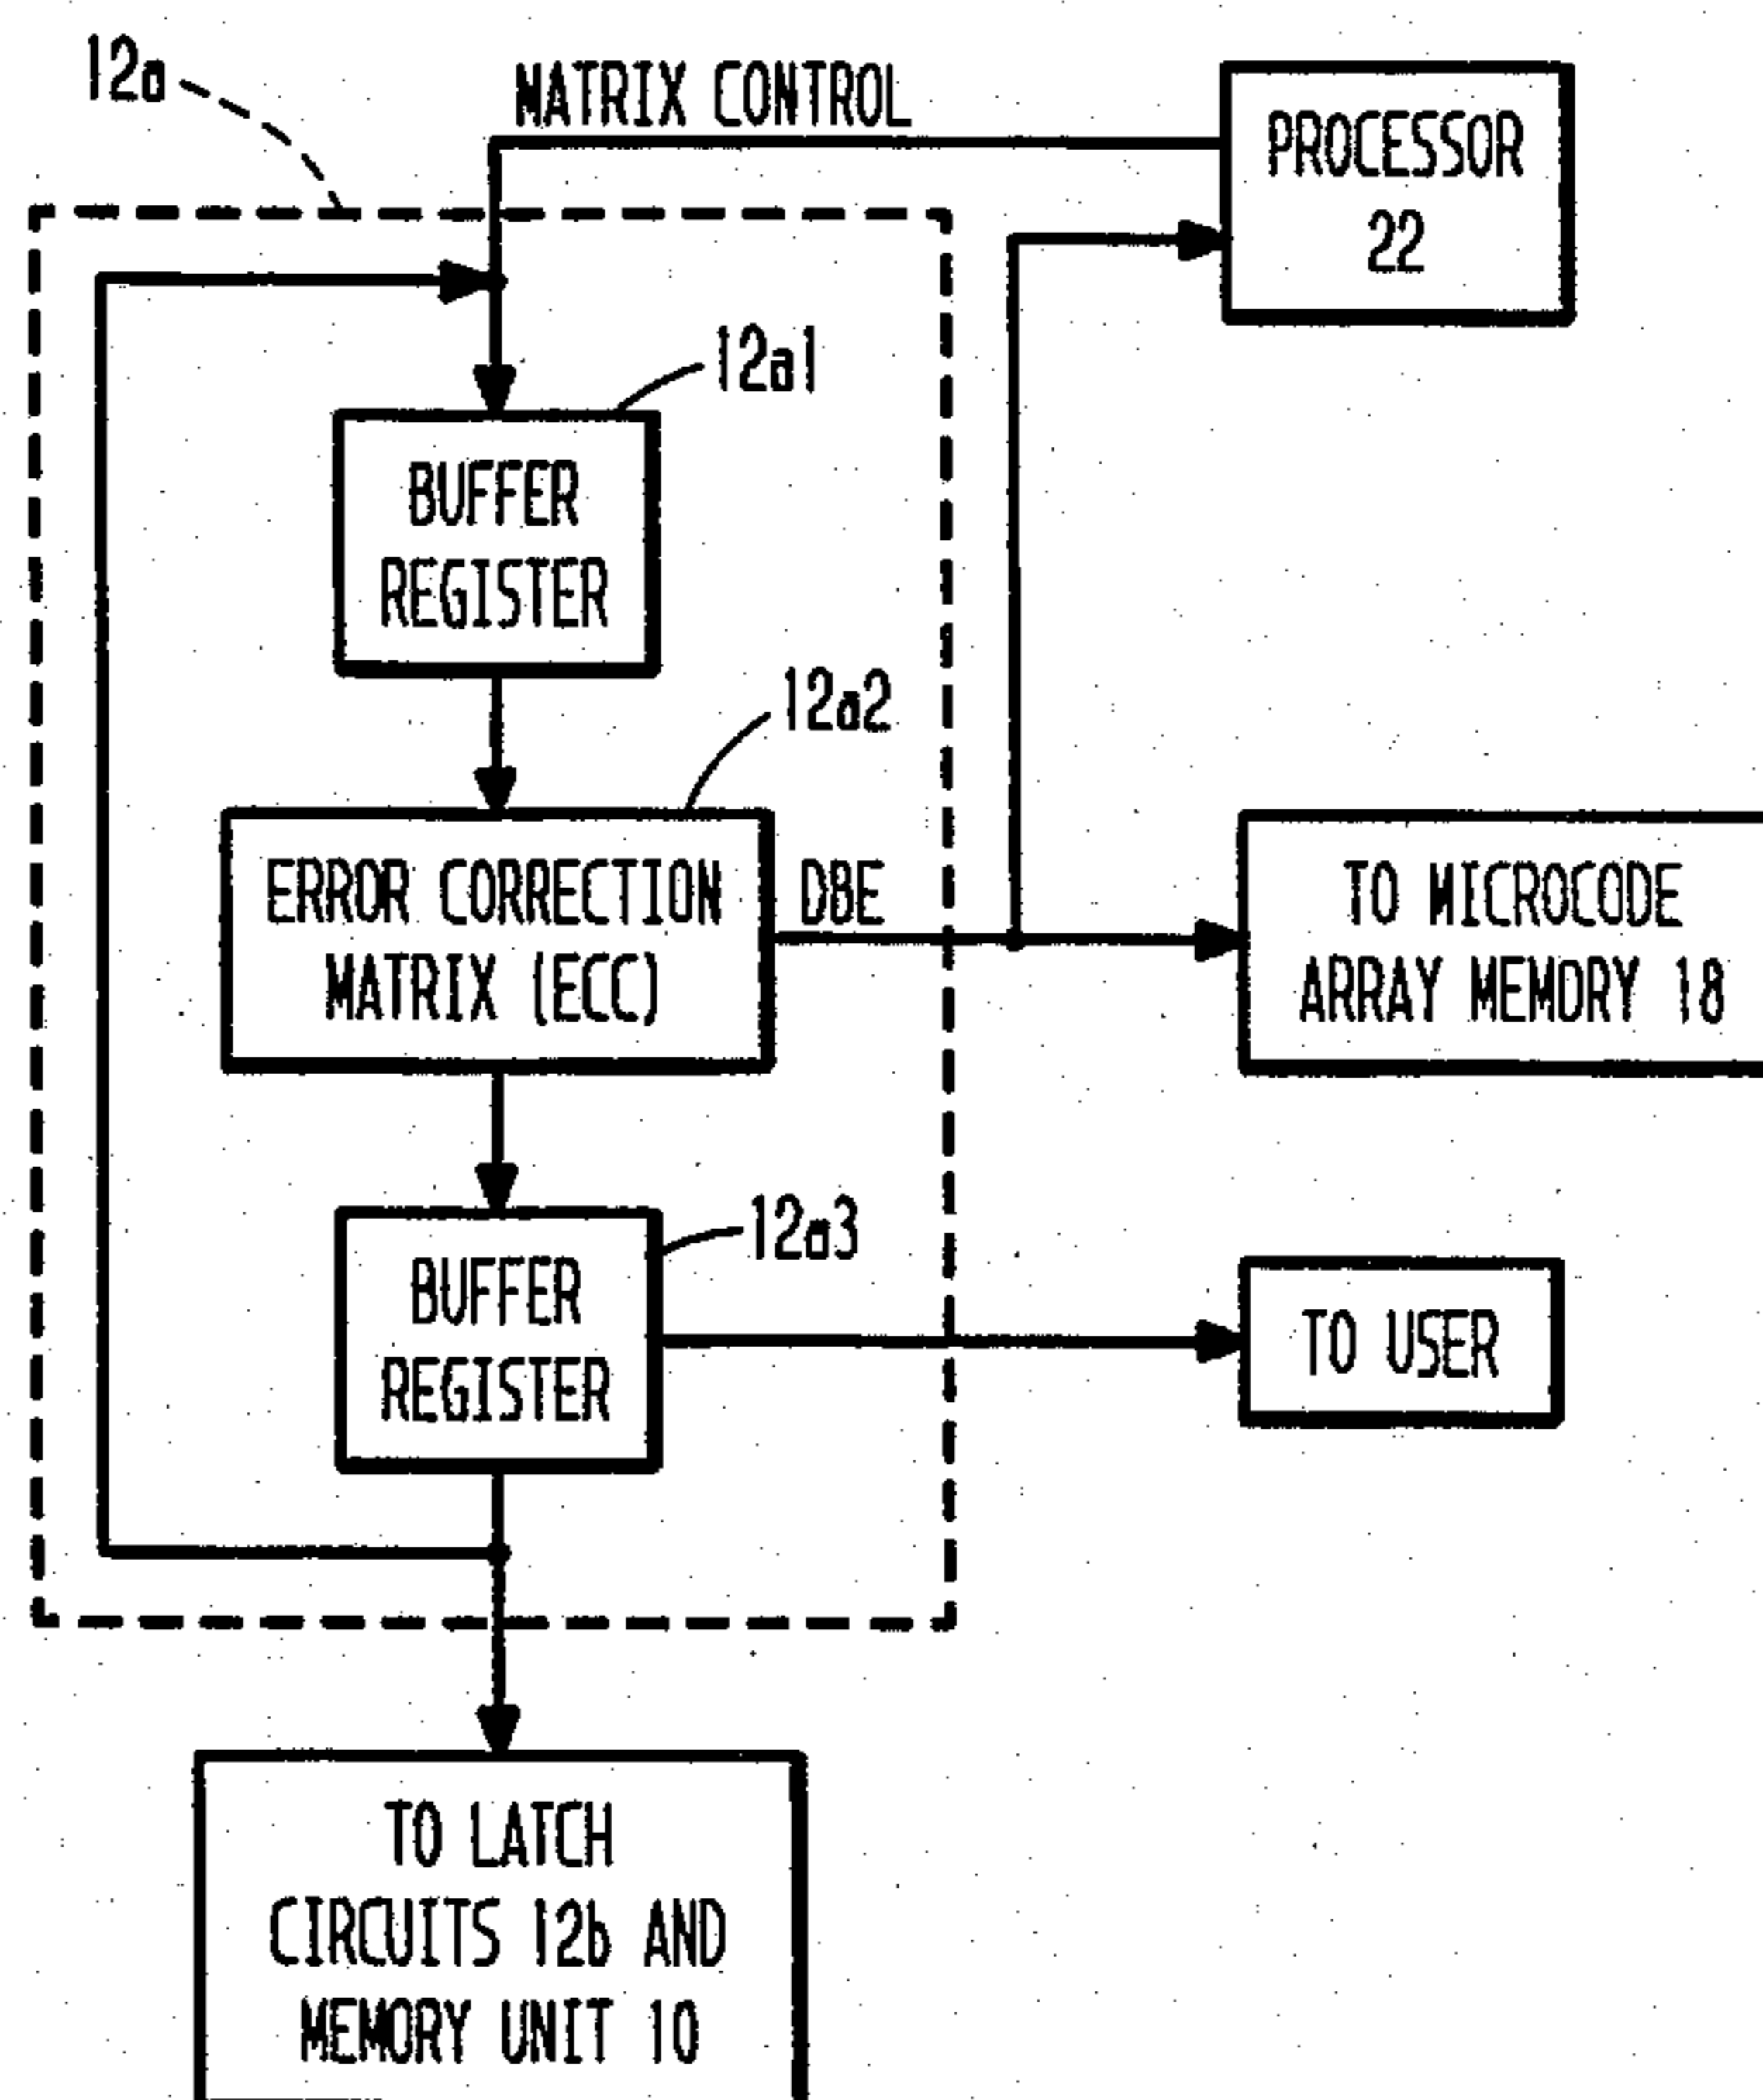 12a
MATRIX CONTROL
PROCESSOR
22
12a1
BUFFER
REGISTER
12a2
ERROR CORRECTION
MATRIX (ECC)
DBE
TO MICROCODE
ARRAY MEMORY 18
12a3
BUFFER
REGISTER
TO USER
TO LATCH
CIRCUITS 12b AND
MEMORY UNIT 10